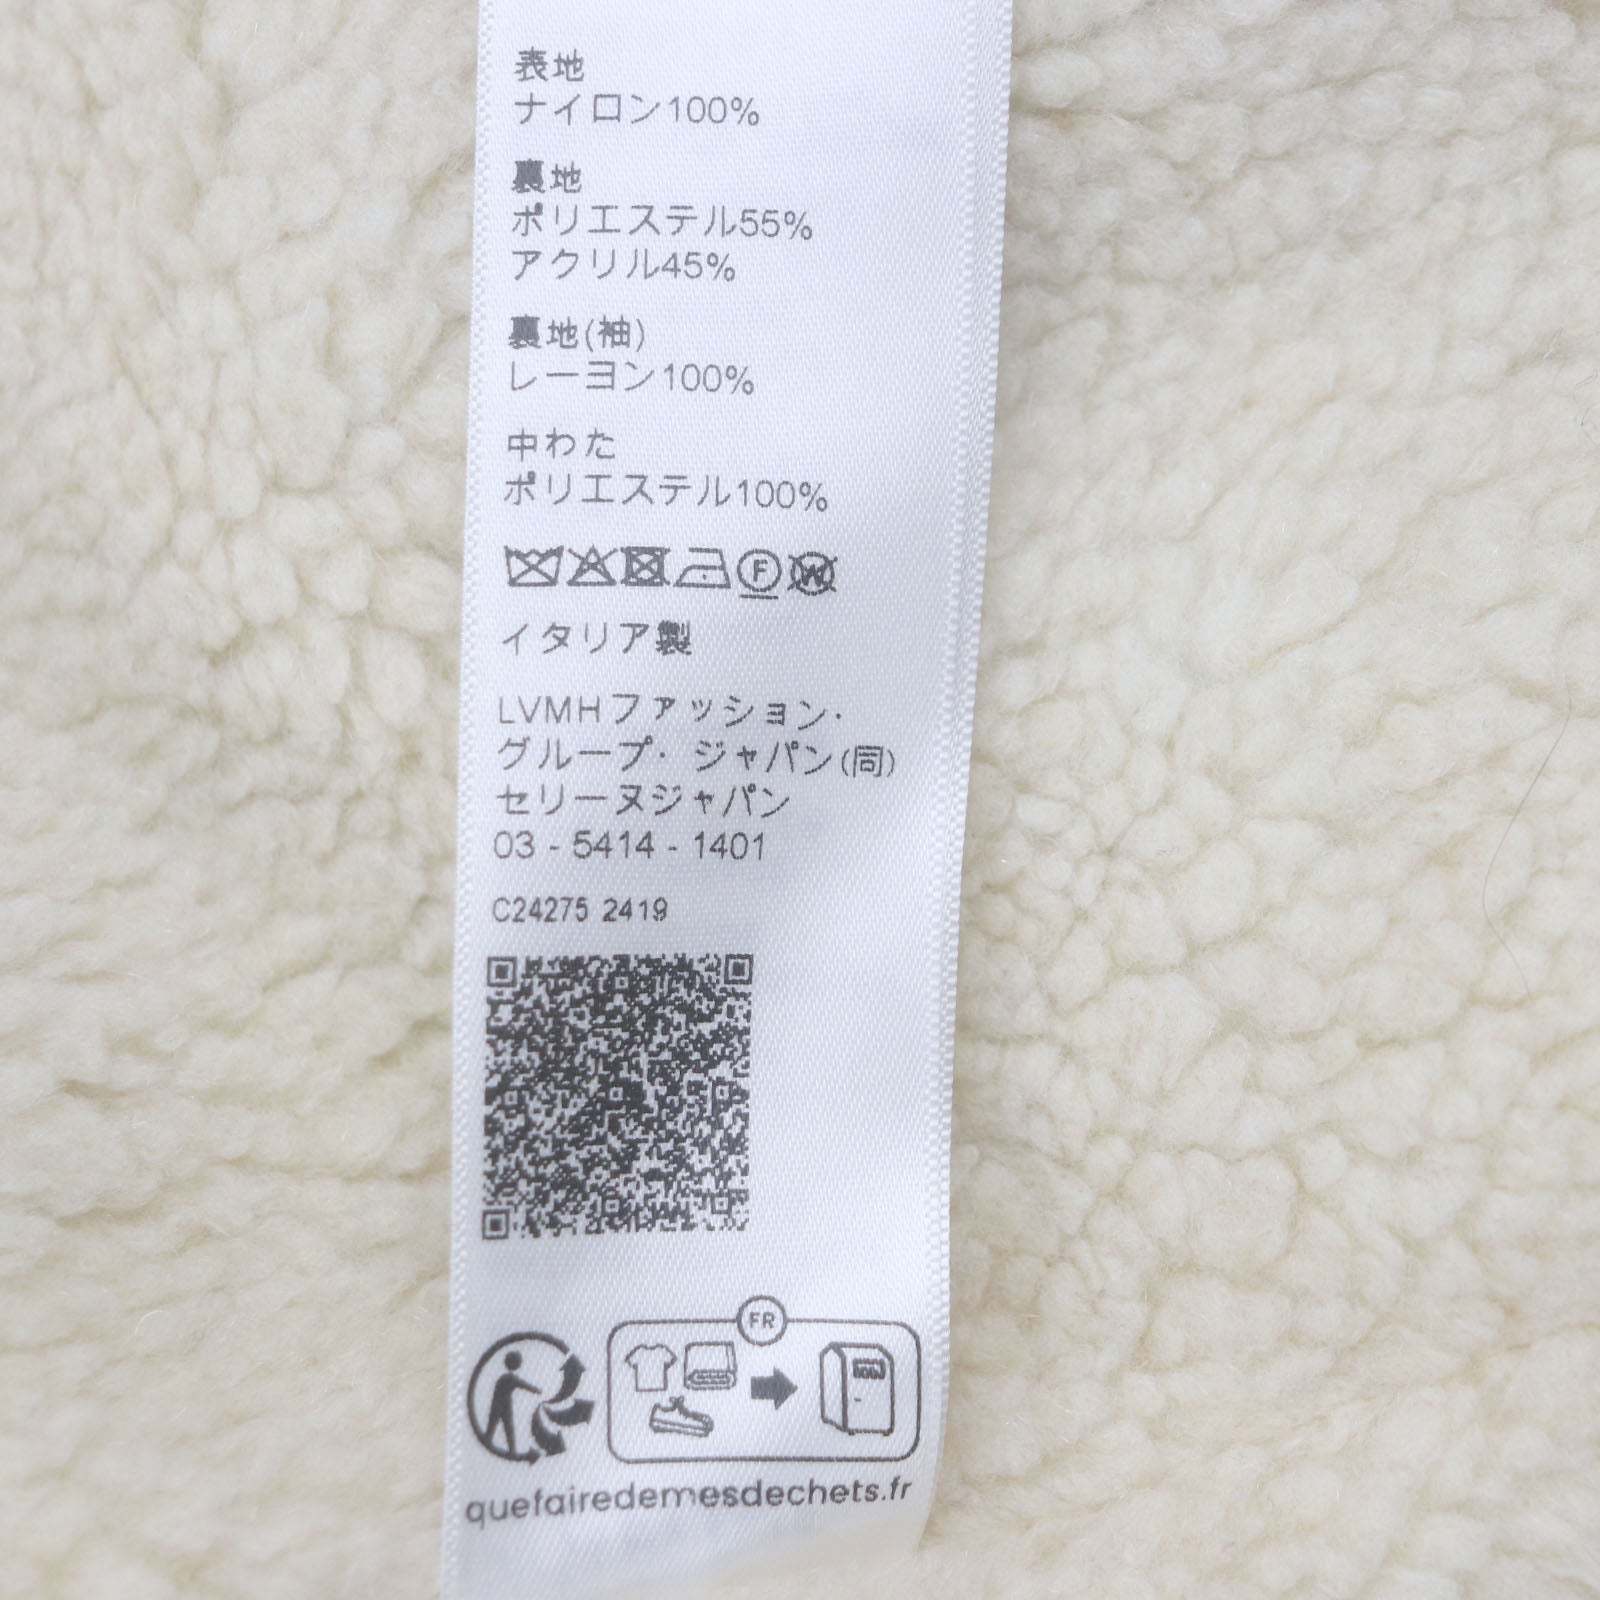 表地
ナイロン100%
裏地
ポリエステル55%
アクリル45%
裏地(袖)
レーヨン100%
中わた
ポリエステル100%
F W
イタリア製
LVMHファッション・
グループ・ジャパン(同)
セリーヌジャパン
03 - 5414 - 1401
C24275 2419
FR
quefairedemesdechets.fr